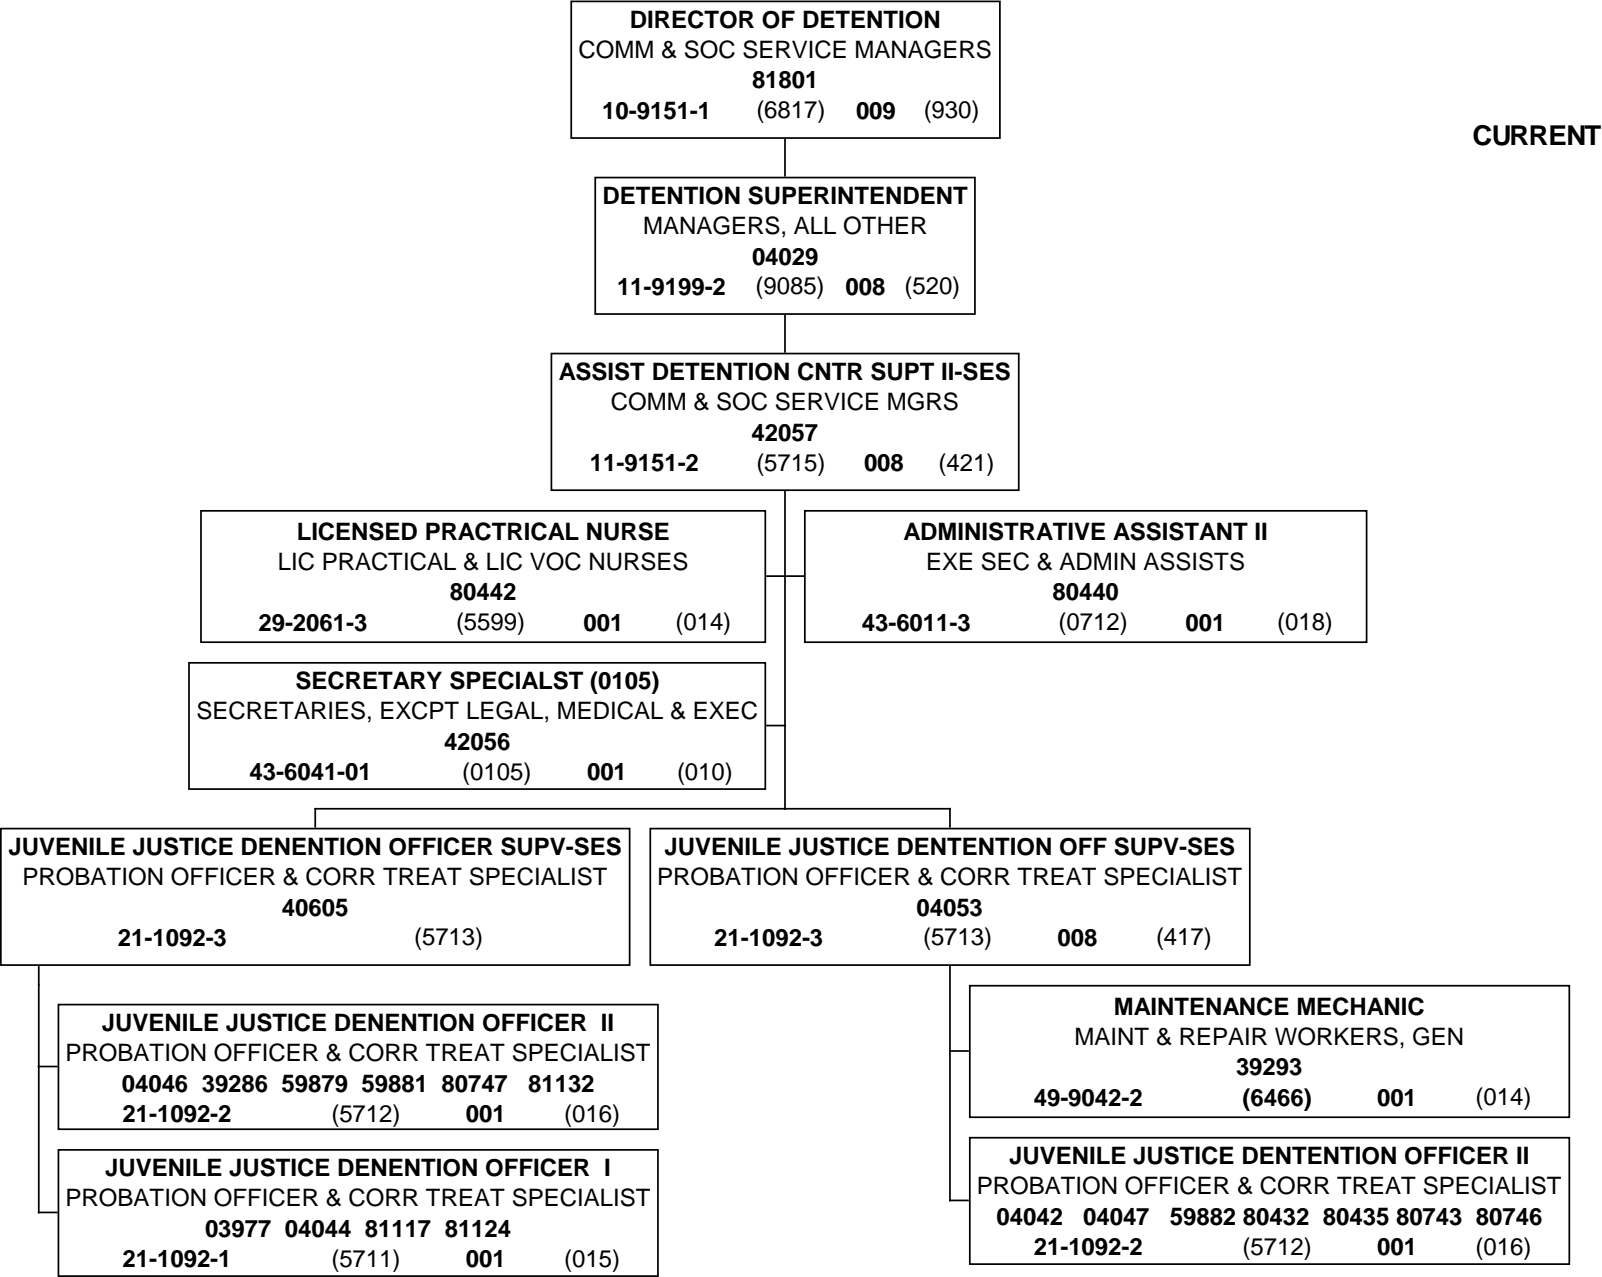 DIRECTOR OF DETENTION
COMM & SOC SERVICE MANAGERS
81801
10-9151-1 (6817) 009 (930)
CURRENT
DETENTION SUPERINTENDENT
MANAGERS, ALL OTHER
04029
11-9199-2 (9085) 008 (520)
ASSIST DETENTION CNTR SUPT II-SES
COMM & SOC SERVICE MGRS
42057
11-9151-2 (5715) 008 (421)
LICENSED PRACTRICAL NURSE
LIC PRACTICAL & LIC VOC NURSES
80442
29-2061-3 (5599) 001 (014)
ADMINISTRATIVE ASSISTANT II
EXE SEC & ADMIN ASSISTS
80440
43-6011-3 (0712) 001 (018)
SECRETARY SPECIALST (0105)
SECRETARIES, EXCPT LEGAL, MEDICAL & EXEC
42056
43-6041-01 (0105) 001 (010)
JUVENILE JUSTICE DENENTION OFFICER SUPV-SES
PROBATION OFFICER & CORR TREAT SPECIALIST
40605
21-1092-3 (5713)
JUVENILE JUSTICE DENTENTION OFF SUPV-SES
PROBATION OFFICER & CORR TREAT SPECIALIST
04053
21-1092-3 (5713) 008 (417)
JUVENILE JUSTICE DENENTION OFFICER II
PROBATION OFFICER & CORR TREAT SPECIALIST
04046 39286 59879 59881 80747 81132
21-1092-2 (5712) 001 (016)
JUVENILE JUSTICE DENENTION OFFICER I
PROBATION OFFICER & CORR TREAT SPECIALIST
03977 04044 81117 81124
21-1092-1 (5711) 001 (015)
MAINTENANCE MECHANIC
MAINT & REPAIR WORKERS, GEN
39293
49-9042-2 (6466) 001 (014)
JUVENILE JUSTICE DENTENTION OFFICER II
PROBATION OFFICER & CORR TREAT SPECIALIST
04042 04047 59882 80432 80435 80743 80746
21-1092-2 (5712) 001 (016)